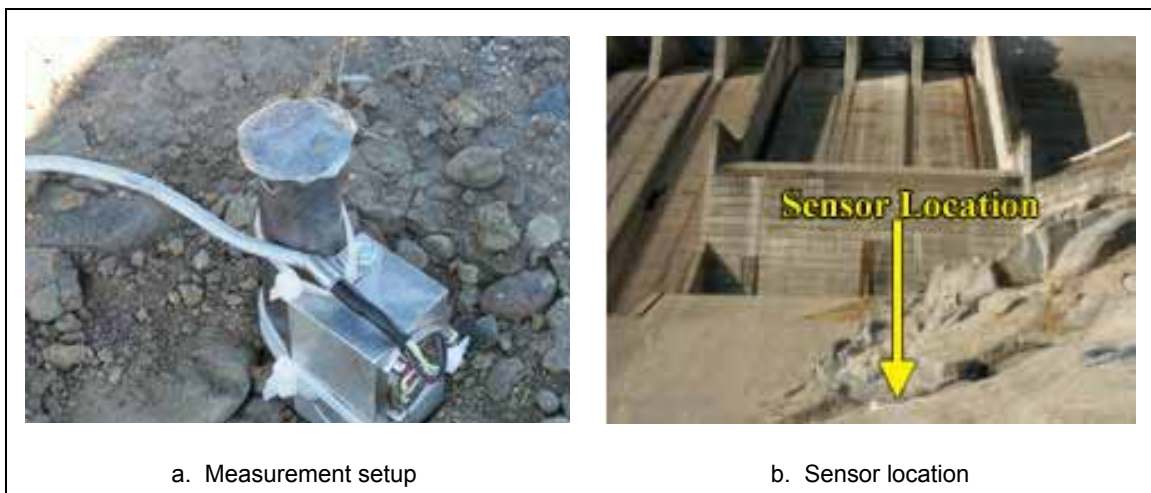 Sensor Location
a. Measurement setup
b. Sensor location